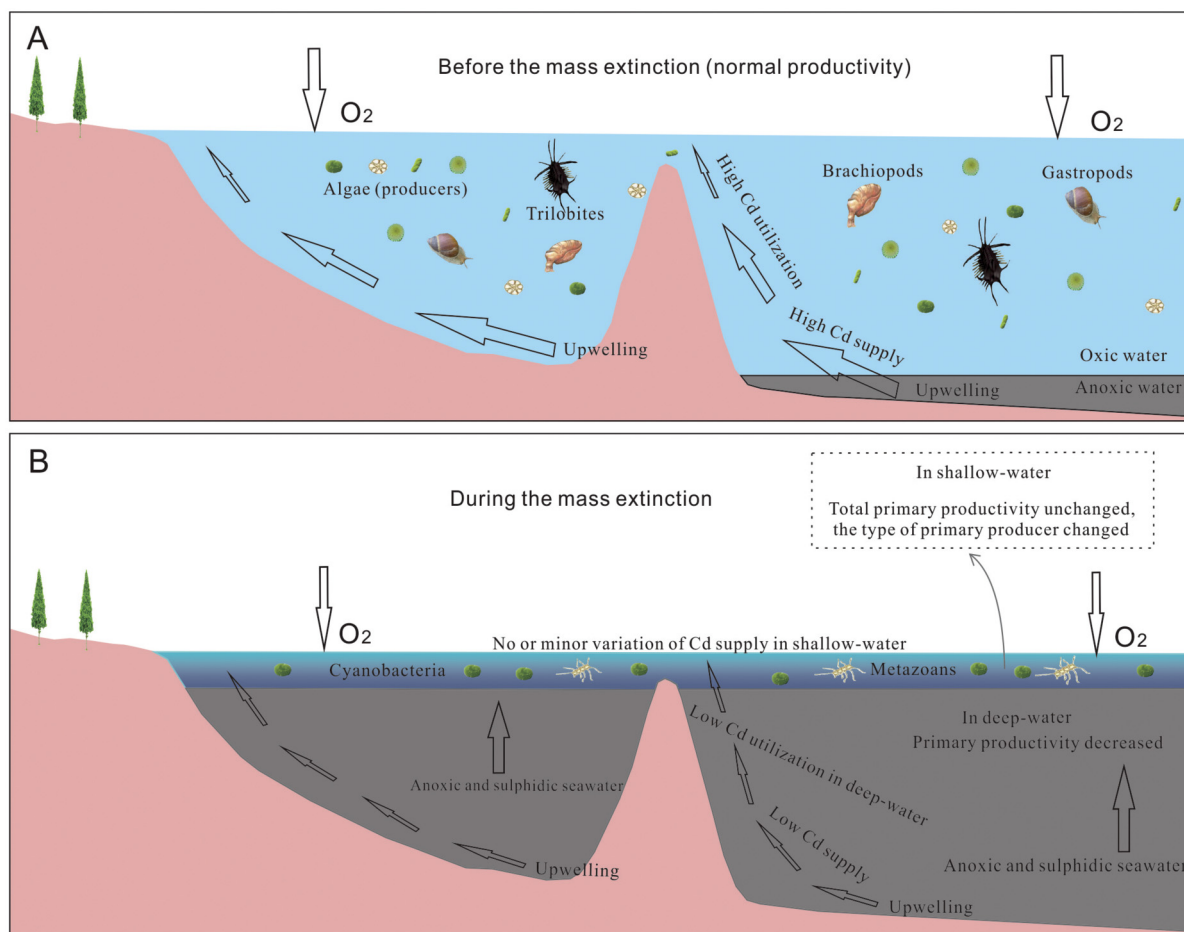 A
Before the mass extinction (normal productivity)
O2
O2
Algae (producers)
Trilobites
Brachiopods
Gastropods
High Cd utilization
High Cd supply
Upwelling
Oxic water
Upwelling
Anoxic water
B
During the mass extinction
In shallow-water
Total primary productivity unchanged,
the type of primary producer changed
O2
O2
No or minor variation of Cd supply in shallow-water
Cyanobacteria
Metazoans
Low Cd utilization in deep-water
In deep-water
Primary productivity decreased
Anoxic and sulphidic seawater
Low Cd supply
Anoxic and sulphidic seawater
Upwelling
Upwelling